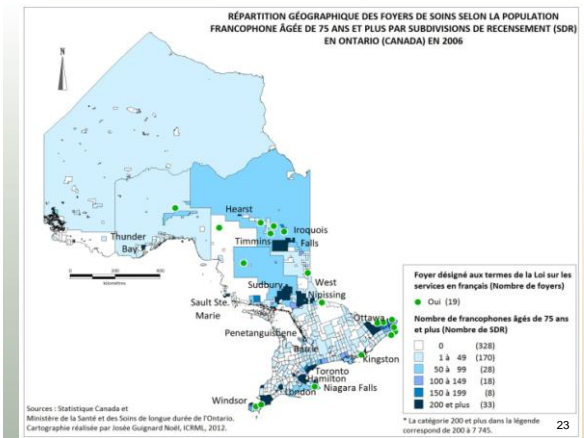 RÉPARTITION GÉOGRAPHIQUE DES FOYERS DE SOINS SELON LA POPULATION
FRANCOPHONE ÂGÉE DE 75 ANS ET PLUS PAR SUBDIVISIONS DE RECENSEMENT (SDR)
EN ONTARIO (CANADA) EN 2006
N
Hearst
Iroquois
Falls
Timmins
Thunder
Bay
kilomètres
Sudbury
West
Nipissing
Sault Ste.
Marie
Ottawa
Penetanguishene
Barrie
Kingston
Toronto
Hamilton
Niagara Falls
London
Windsor
Foyer désigné aux termes de la Loi sur les
services en français (Nombre de foyers)
Oui (19)
Nombre de francophones âgés de 75 ans
et plus (Nombre de SDR)
0 (328)
1 à 49 (170)
50 à 99 (28)
100 à 149 (18)
150 à 199 (8)
200 et plus (33)
* La catégorie 200 et plus dans la légende
correspond de 200 à 7 745.
Sources : Statistique Canada et
Ministère de la Santé et des Soins de longue durée de l'Ontario.
Cartographie réalisée par Josée Guignard Noël, ICRML, 2012.
23